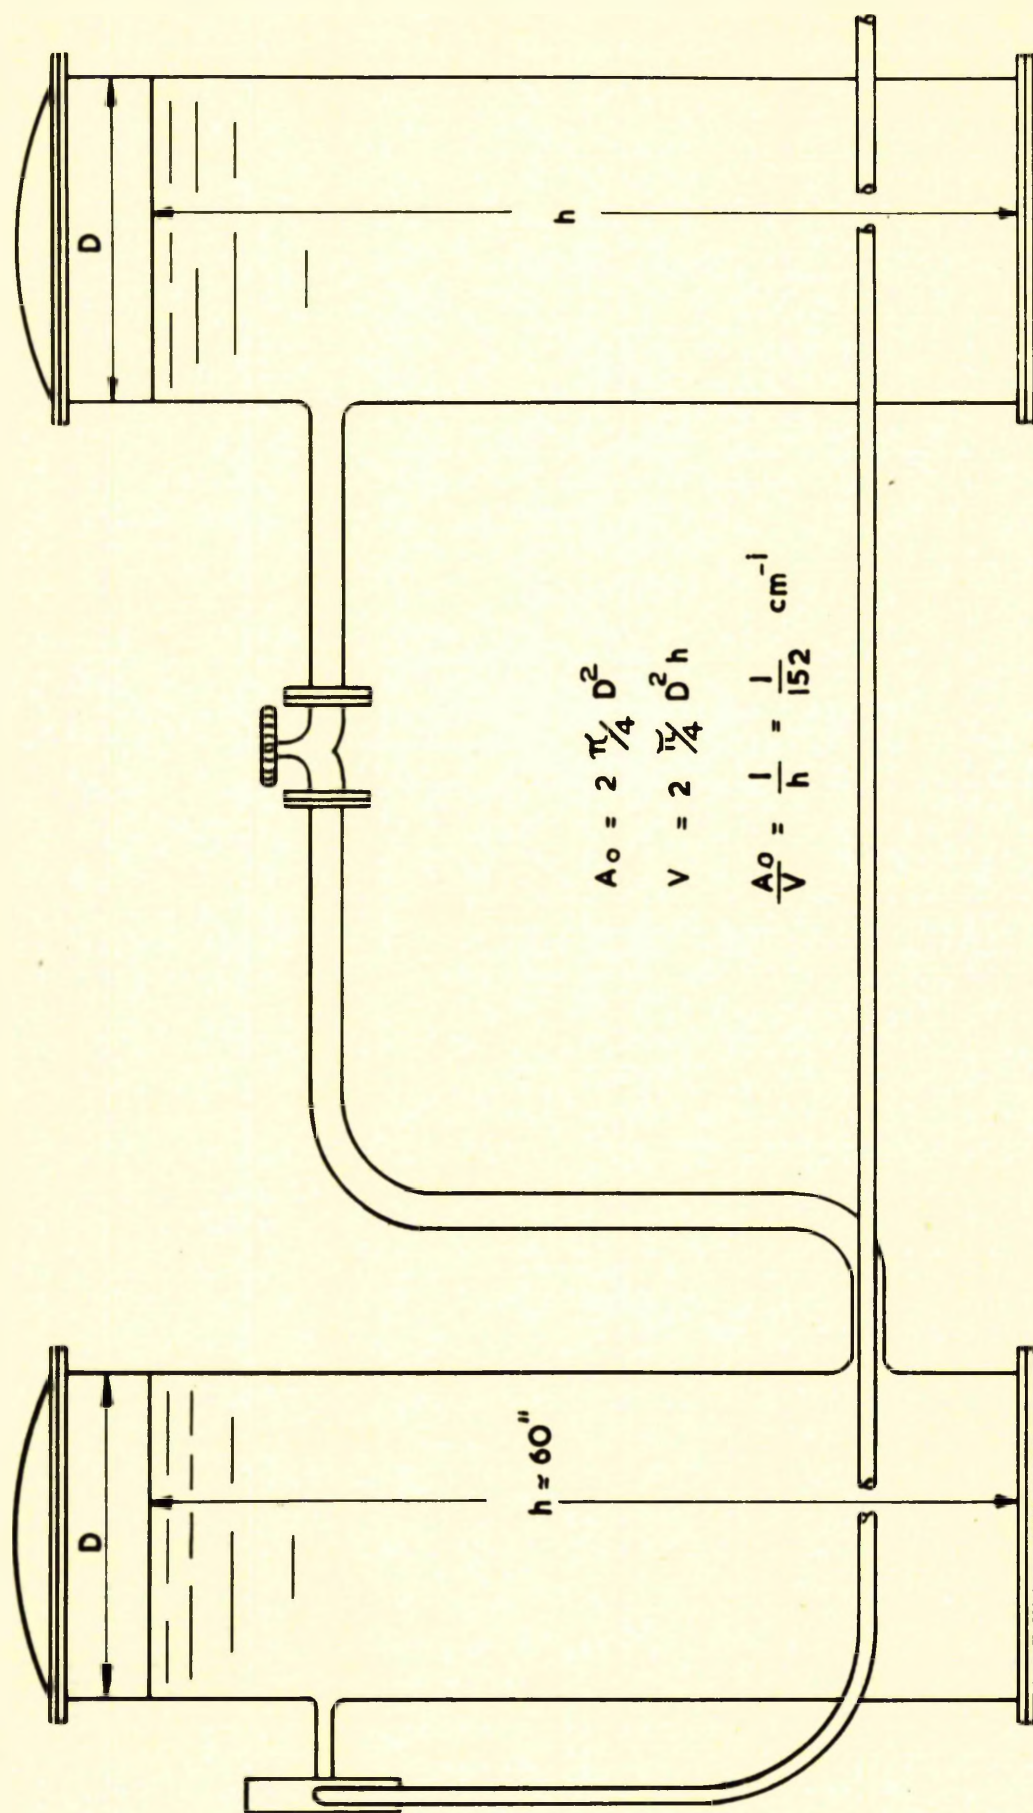 D
D
h ≃ 60"
h
A₀ = 2 π/4 D²
V = 2 π/4 D² h
A₀/V = 1/h = 1/152 cm⁻¹